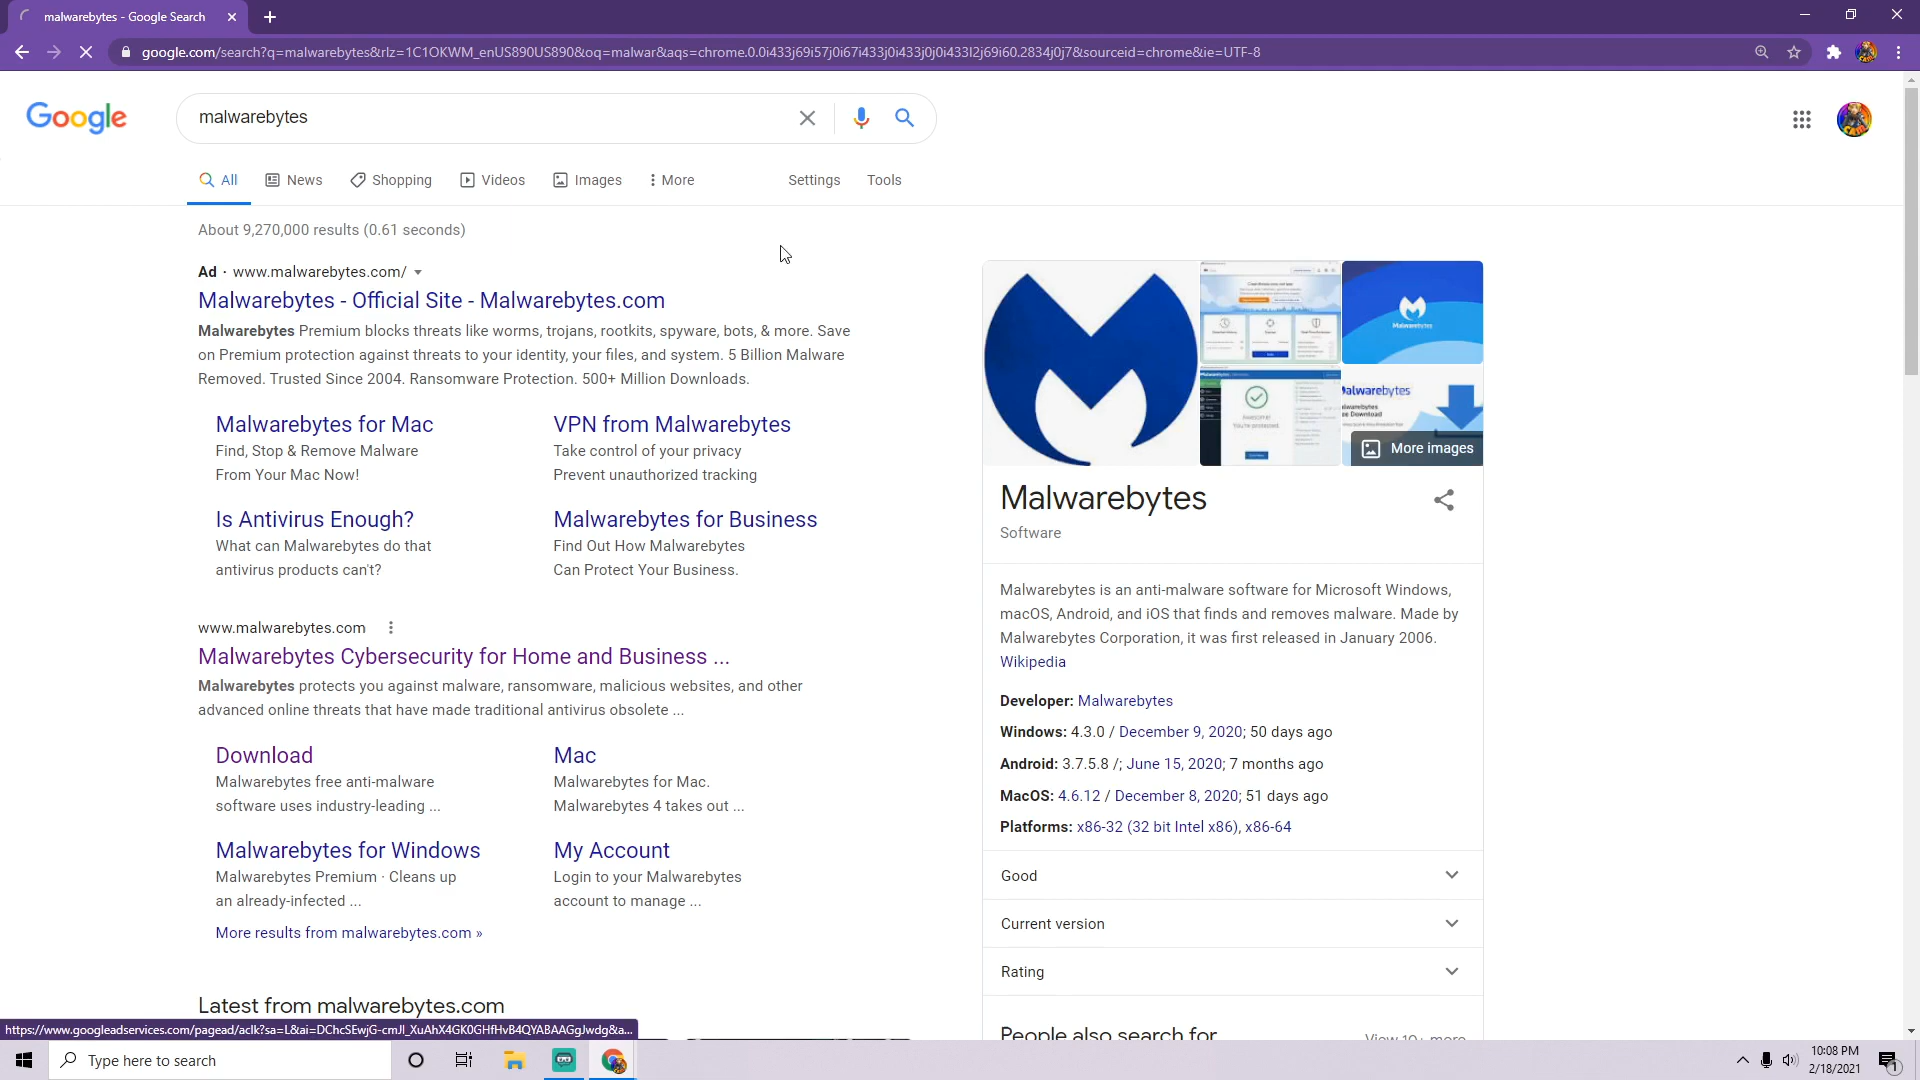 malwarebytes - Google Search
google.com/search?q=malwarebytes&rlz=1C1OKWM_enUS890US890&oq=malwar&aqs=chrome.0.0i433j69i57j0i67i433j0i433j0j0i433l2j69i60.2834j0j7&sourceid=chrome&ie=UTF-8
Google
malwarebytes
All News Shopping Videos Images More Settings Tools
About 9,270,000 results (0.61 seconds)
Ad · www.malwarebytes.com/
Malwarebytes - Official Site - Malwarebytes.com
Malwarebytes Premium blocks threats like worms, trojans, rootkits, spyware, bots, & more. Save
on Premium protection against threats to your identity, your files, and system. 5 Billion Malware
Removed. Trusted Since 2004. Ransomware Protection. 500+ Million Downloads.
Malwarebytes for Mac
Find, Stop & Remove Malware
From Your Mac Now!
VPN from Malwarebytes
Take control of your privacy
Prevent unauthorized tracking
Is Antivirus Enough?
What can Malwarebytes do that
antivirus products can't?
Malwarebytes for Business
Find Out How Malwarebytes
Can Protect Your Business.
www.malwarebytes.com
Malwarebytes Cybersecurity for Home and Business ...
Malwarebytes protects you against malware, ransomware, malicious websites, and other
advanced online threats that have made traditional antivirus obsolete ...
Download
Malwarebytes free anti-malware
software uses industry-leading ...
Mac
Malwarebytes for Mac.
Malwarebytes 4 takes out ...
Malwarebytes for Windows
Malwarebytes Premium · Cleans up
an already-infected ...
My Account
Login to your Malwarebytes
account to manage ...
More results from malwarebytes.com »
Latest from malwarebytes.com
Malwarebytes
More images
Malwarebytes
Software
Malwarebytes is an anti-malware software for Microsoft Windows,
macOS, Android, and iOS that finds and removes malware. Made by
Malwarebytes Corporation, it was first released in January 2006.
Wikipedia
Developer: Malwarebytes
Windows: 4.3.0 / December 9, 2020; 50 days ago
Android: 3.7.5.8 /; June 15, 2020; 7 months ago
MacOS: 4.6.12 / December 8, 2020; 51 days ago
Platforms: x86-32 (32 bit Intel x86), x86-64
Good
Current version
Rating
People also search for
View 10+ more
https://www.googleadservices.com/pagead/aclk?sa=L&ai=DChcSEwjG-cmJl_XuAhX4GK0GHfHvB4QYABAAGgJwdg&a...
Type here to search
10:08 PM
2/18/2021
1